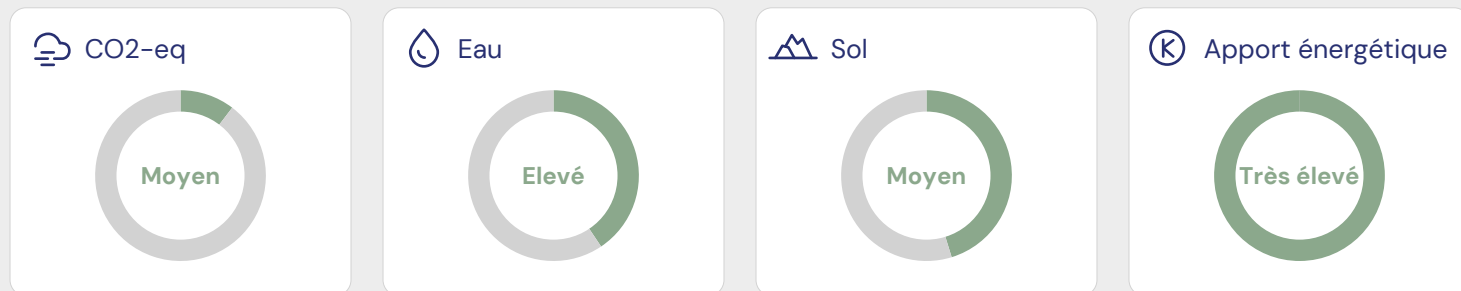 CO2-eq
Moyen
Eau
Elevé
Sol
Moyen
Apport énergétique
Très élevé